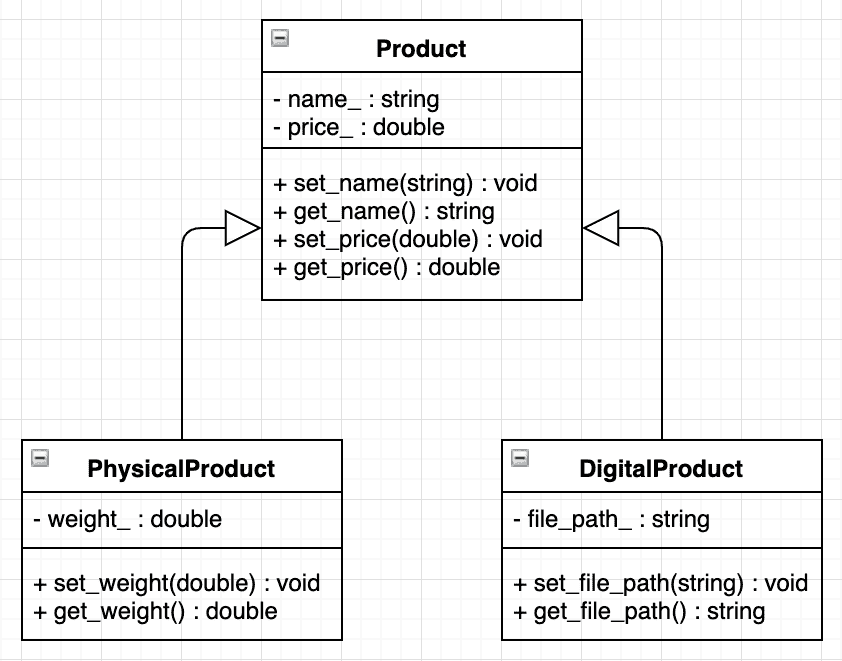 Product
- name_ : string
- price_ : double
+ set_name(string) : void
+ get_name() : string
+ set_price(double) : void
+ get_price() : double
PhysicalProduct
- weight_ : double
+ set_weight(double) : void
+ get_weight() : double
DigitalProduct
- file_path_ : string
+ set_file_path(string) : void
+ get_file_path() : string